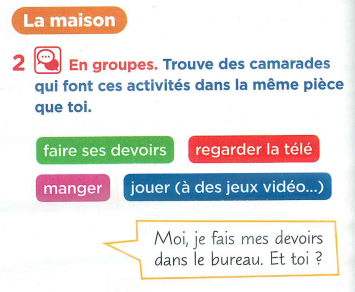 La maison
2 En groupes. Trouve des camarades
qui font ces activités dans la même pièce
que toi.
faire ses devoirs
regarder la télé
manger
jouer (à des jeux vidéo...)
Moi, je fais mes devoirs
dans le bureau. Et toi ?